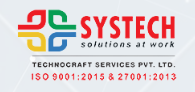 SYSTECH
solutions at work
TECHNOCRAFT SERVICES PVT. LTD.
ISO 9001:2015 & 27001:2013